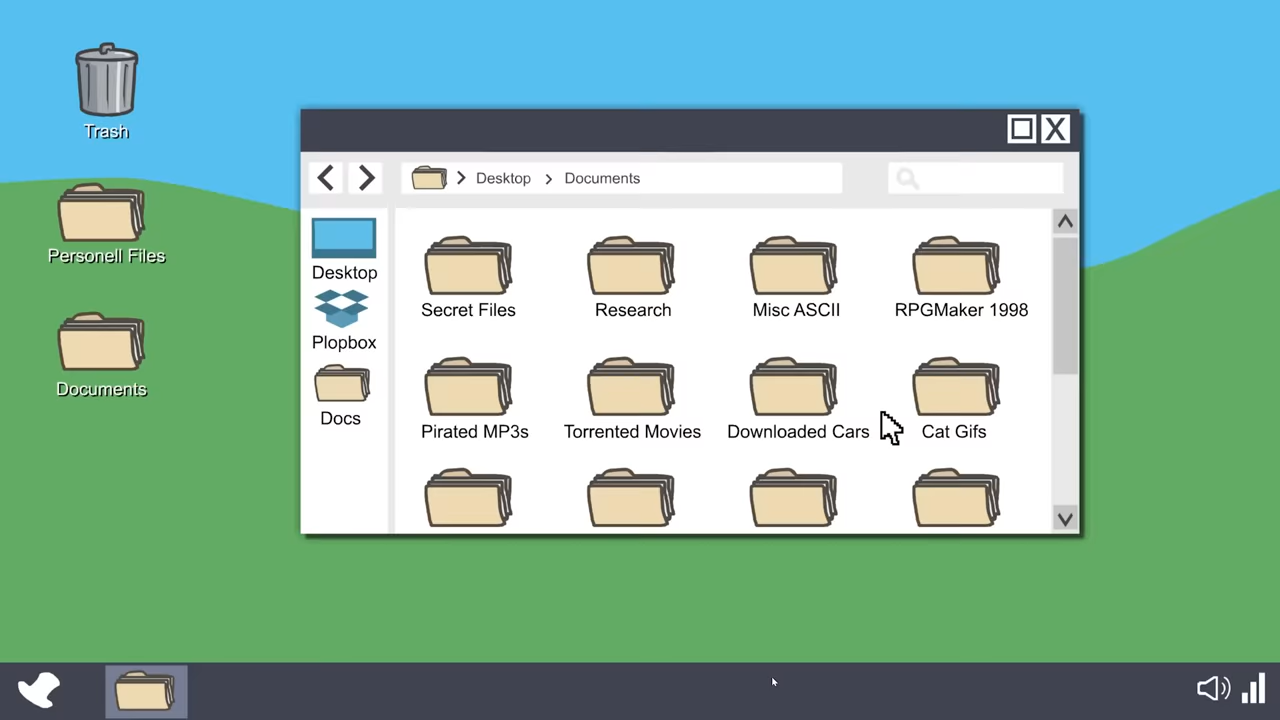 Trash
Personell Files
Documents
X
Desktop > Documents
Desktop
Plopbox
Docs
Secret Files Research Misc ASCII RPGMaker 1998
Pirated MP3s Torrented Movies Downloaded Cars Cat Gifs